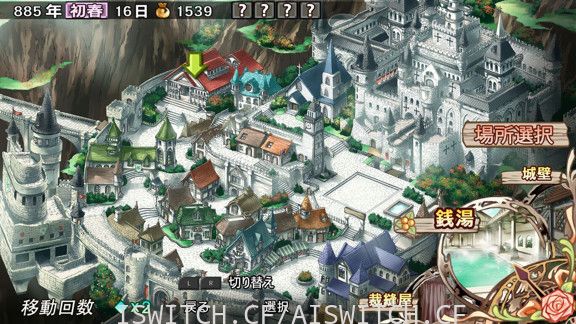 885年[初春]16日 1539 ????
場所選択
城壁
銭湯
裁縫屋
L R 切り替え
移動回数 ×2 戻る 選択
ISWITCH.CF/AISWITCH.CF